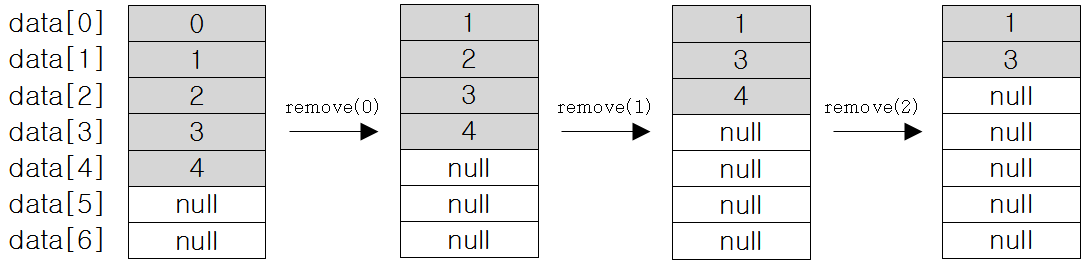 data[0] 0 1 1 1
data[1] 1 2 3 3
data[2] 2 3 4 null
remove(0) remove(1) remove(2)
data[3] 3 4 null null
data[4] 4 null null null
data[5] null null null null
data[6] null null null null